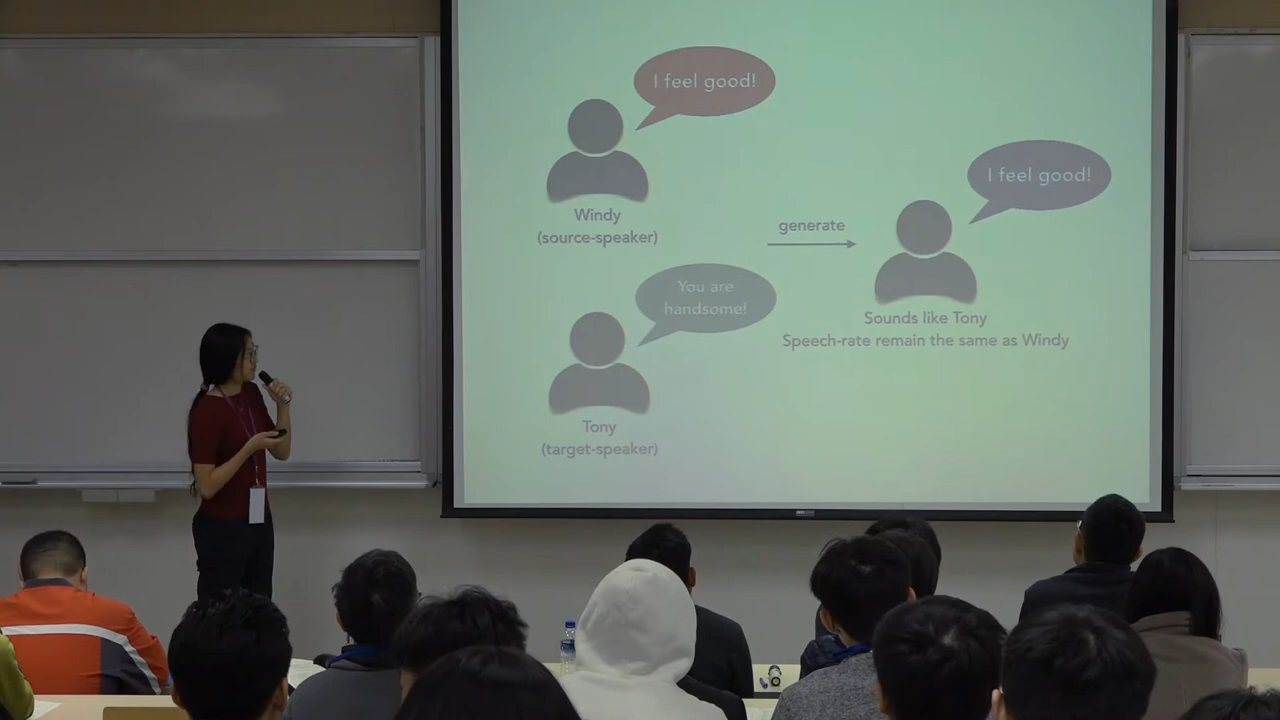 I feel good!
Windy
(source-speaker)
You are
handsome!
Tony
(target-speaker)
generate
I feel good!
Sounds like Tony
Speech-rate remain the same as Windy